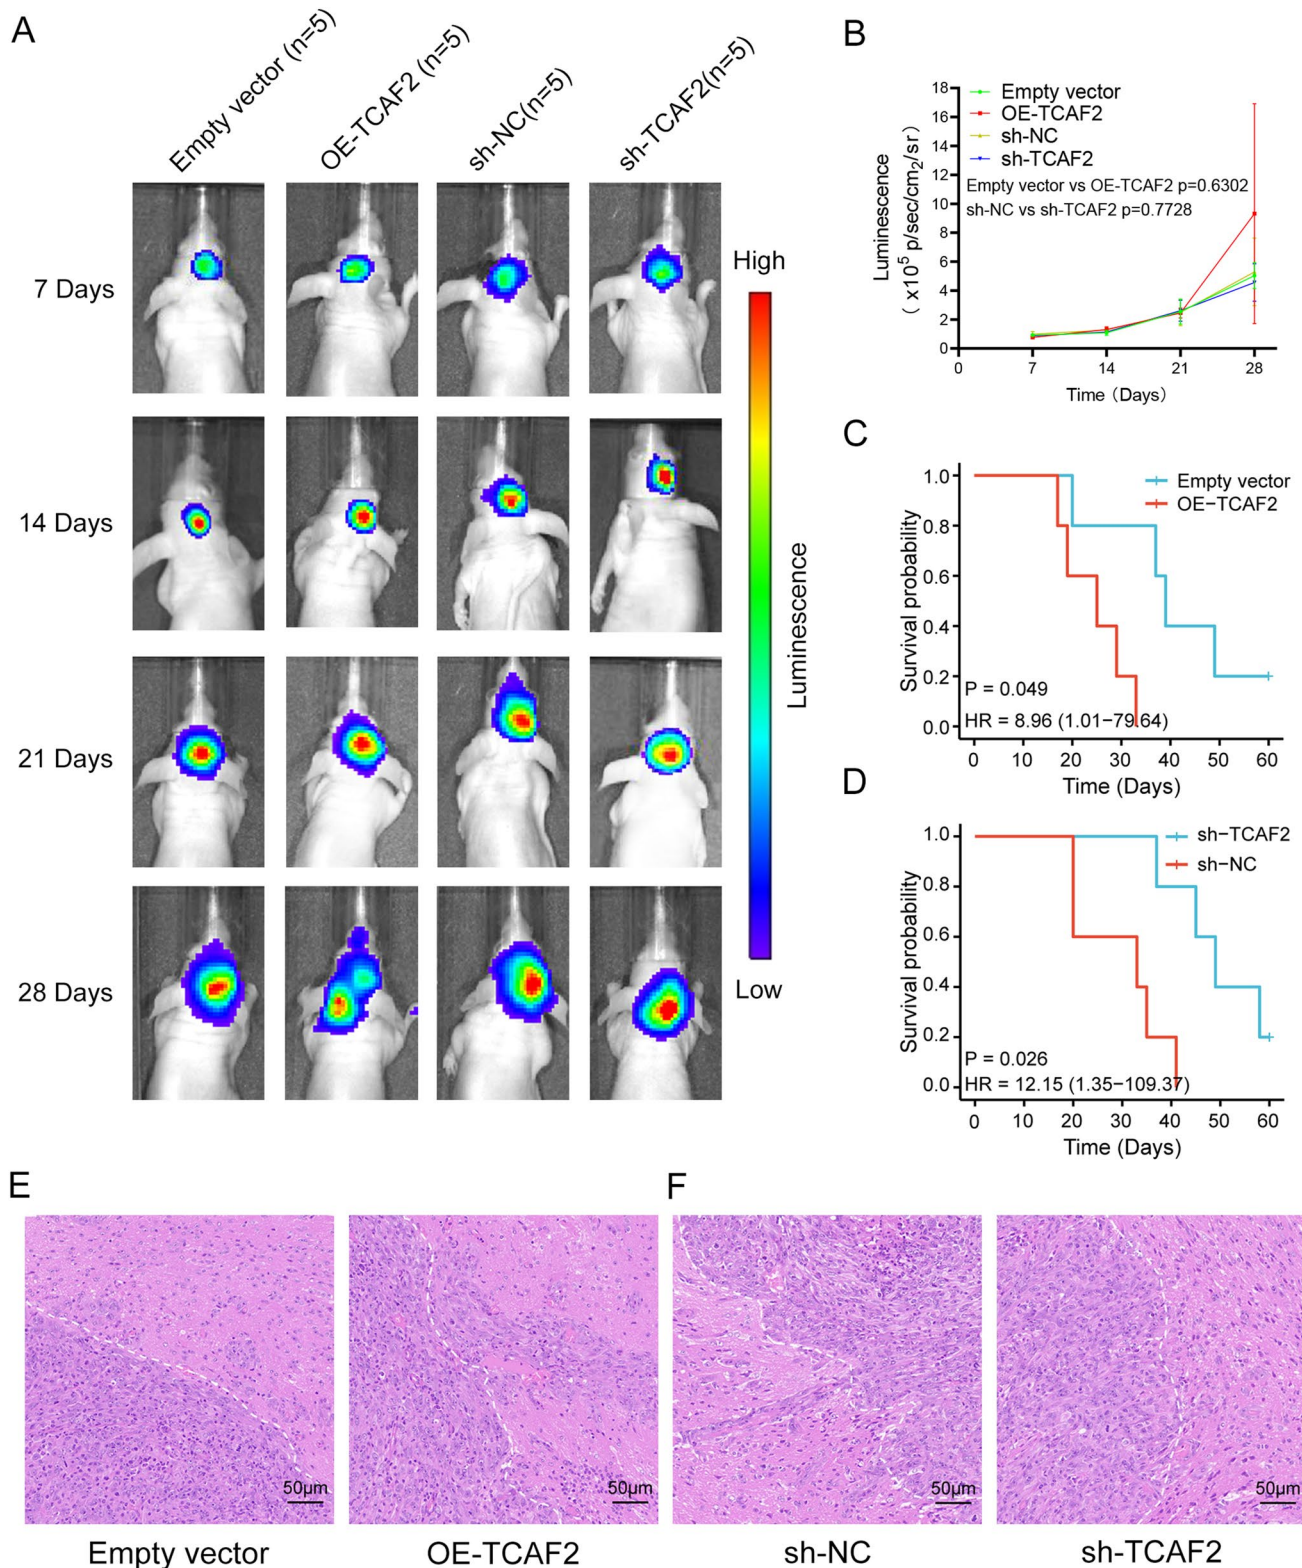 A
Empty vector (n=5)
OE-TCAF2 (n=5)
sh-NC(n=5)
sh-TCAF2(n=5)
7 Days
14 Days
21 Days
28 Days
High
Luminescence
Low
B
Luminescence
( x10⁵ p/sec/cm₂/sr)
18
16
14
12
10
8
6
4
2
0
0 7 14 21 28
Time (Days)
Empty vector
OE-TCAF2
sh-NC
sh-TCAF2
Empty vector vs OE-TCAF2 p=0.6302
sh-NC vs sh-TCAF2 p=0.7728
C
Survival probability
1.0
0.8
0.6
0.4
0.2
0.0
Empty vector
OE−TCAF2
P = 0.049
HR = 8.96 (1.01−79.64)
0 10 20 30 40 50 60
Time (Days)
D
Survival probability
1.0
0.8
0.6
0.4
0.2
0.0
sh−TCAF2
sh−NC
P = 0.026
HR = 12.15 (1.35−109.37)
0 10 20 30 40 50 60
Time (Days)
E
50μm
50μm
Empty vector
OE-TCAF2
F
50μm
50μm
sh-NC
sh-TCAF2